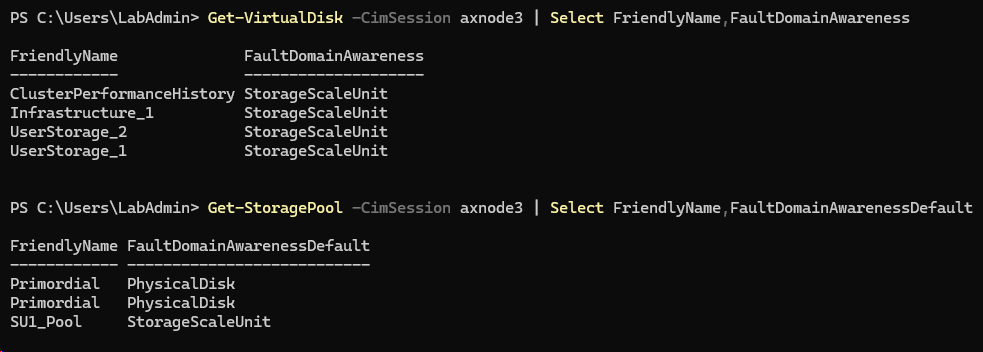 PS C:\Users\LabAdmin> Get-VirtualDisk -CimSession axnode3 | Select FriendlyName,FaultDomainAwareness
FriendlyName FaultDomainAwareness
------------ --------------------
ClusterPerformanceHistory StorageScaleUnit
Infrastructure_1 StorageScaleUnit
UserStorage_2 StorageScaleUnit
UserStorage_1 StorageScaleUnit
PS C:\Users\LabAdmin> Get-StoragePool -CimSession axnode3 | Select FriendlyName,FaultDomainAwarenessDefault
FriendlyName FaultDomainAwarenessDefault
------------ ---------------------------
Primordial PhysicalDisk
Primordial PhysicalDisk
SU1_Pool StorageScaleUnit